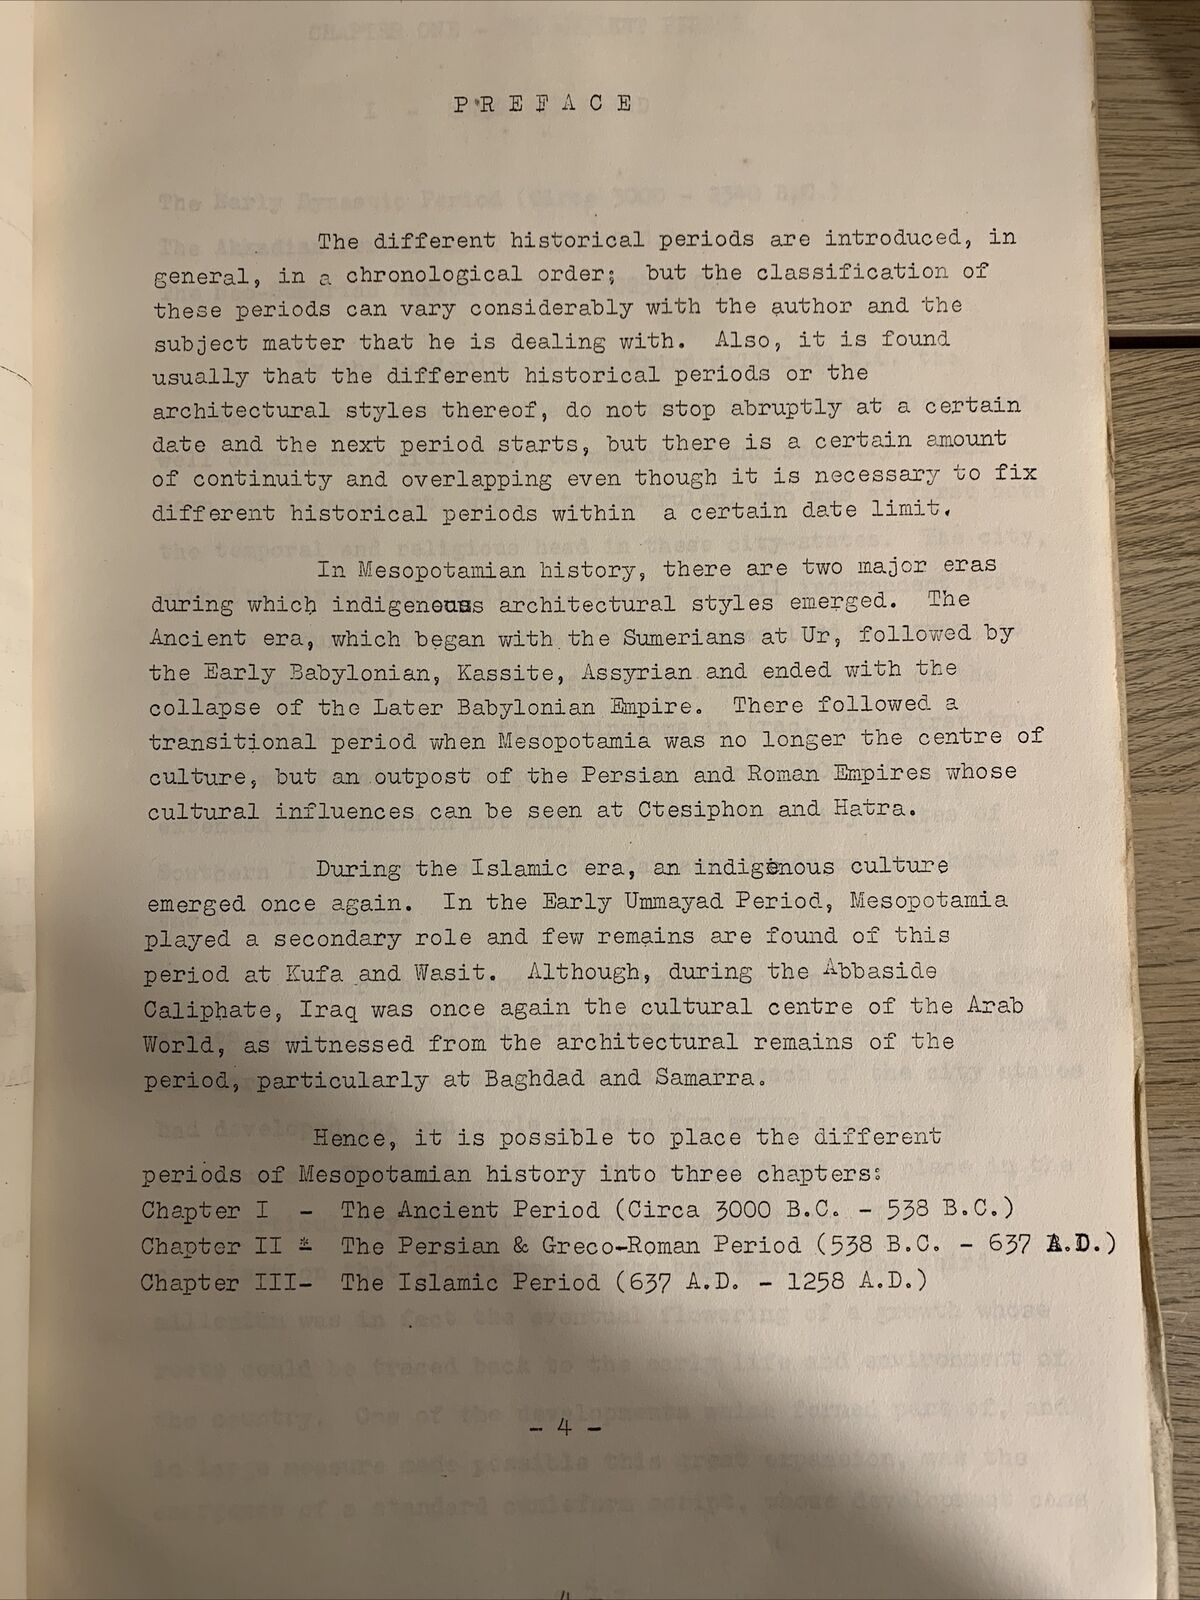 PREFACE
The different historical periods are introduced, in
general, in a chronological order; but the classification of
these periods can vary considerably with the author and the
subject matter that he is dealing with. Also, it is found
usually that the different historical periods or the
architectural styles thereof, do not stop abruptly at a certain
date and the next period starts, but there is a certain amount
of continuity and overlapping even though it is necessary to fix
different historical periods within a certain date limit.
In Mesopotamian history, there are two major eras
during which indigenous architectural styles emerged. The
Ancient era, which began with the Sumerians at Ur, followed by
the Early Babylonian, Kassite, Assyrian and ended with the
collapse of the Later Babylonian Empire. There followed a
transitional period when Mesopotamia was no longer the centre of
culture, but an outpost of the Persian and Roman Empires whose
cultural influences can be seen at Ctesiphon and Hatra.
During the Islamic era, an indigenous culture
emerged once again. In the Early Ummayad Period, Mesopotamia
played a secondary role and few remains are found of this
period at Kufa and Wasit. Although, during the Abbaside
Caliphate, Iraq was once again the cultural centre of the Arab
World, as witnessed from the architectural remains of the
period, particularly at Baghdad and Samarra.
Hence, it is possible to place the different
periods of Mesopotamian history into three chapters:
Chapter I - The Ancient Period (Circa 3000 B.C. - 538 B.C.)
Chapter II - The Persian & Greco-Roman Period (538 B.C. - 637 A.D.)
Chapter III- The Islamic Period (637 A.D. - 1258 A.D.)
- 4 -